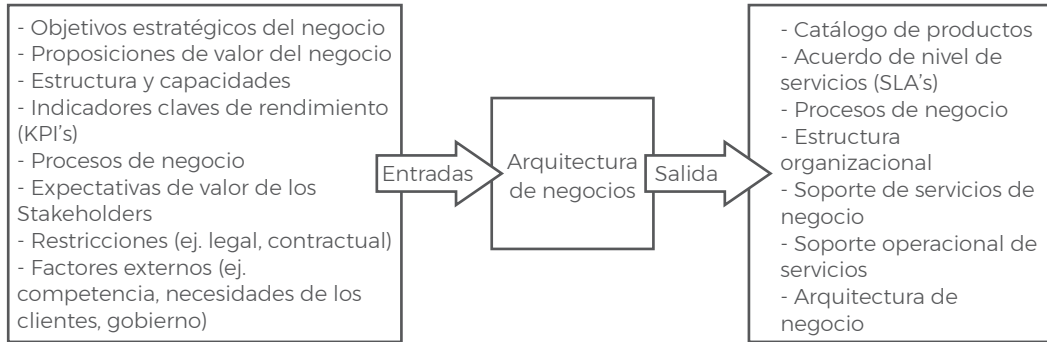 - Objetivos estratégicos del negocio
- Proposiciones de valor del negocio
- Estructura y capacidades
- Indicadores claves de rendimiento
(KPI's)
- Procesos de negocio
- Expectativas de valor de los
Stakeholders
- Restricciones (ej. legal, contractual)
- Factores externos (ej.
competencia, necesidades de los
clientes, gobierno)
Entradas
Arquitectura
de negocios
Salida
- Catálogo de productos
- Acuerdo de nivel de
servicios (SLA's)
- Procesos de negocio
- Estructura
organizacional
- Soporte de servicios de
negocio
- Soporte operacional de
servicios
- Arquitectura de
negocio